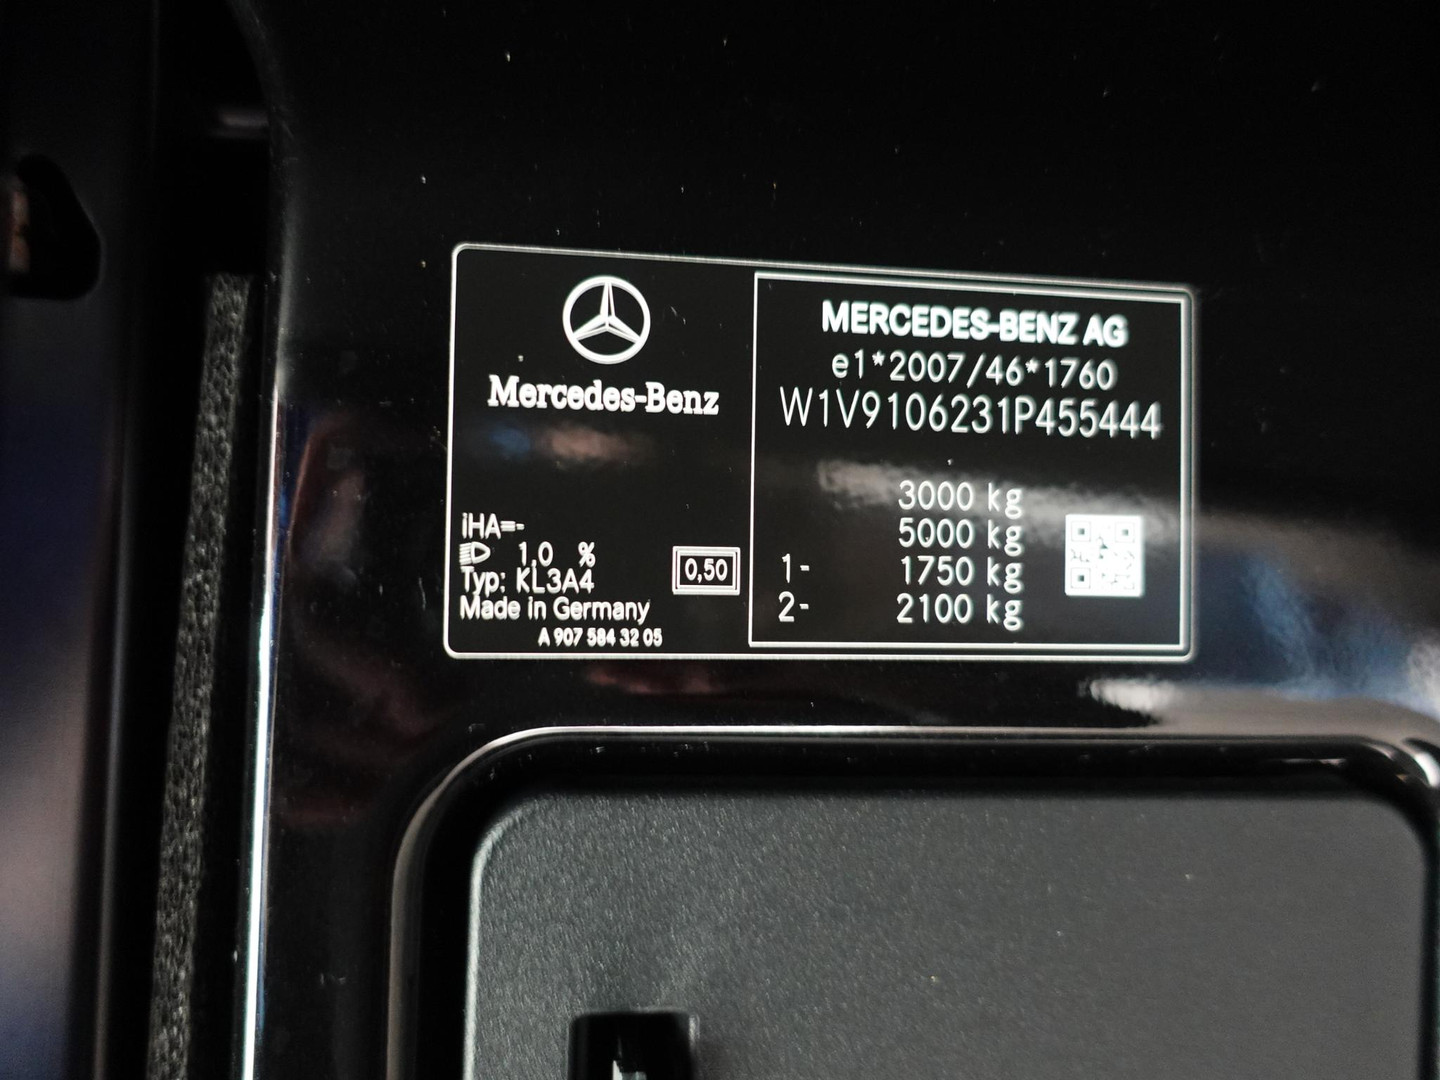 Mercedes-Benz
iHA=-
1,0 %
Typ: KL3A4
Made in Germany
A 907 584 32 05
0,50
MERCEDES-BENZ AG
e1*2007/46*1760
W1V9106231P455444
3000 kg
5000 kg
1- 1750 kg
2- 2100 kg